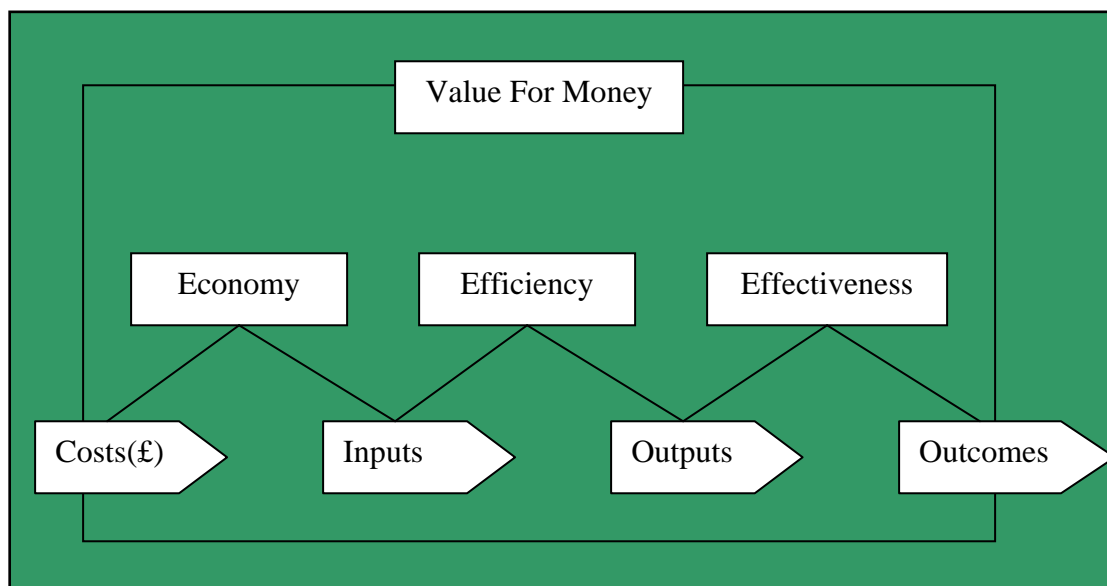 Value For Money
Economy
Efficiency
Effectiveness
Costs(£)
Inputs
Outputs
Outcomes